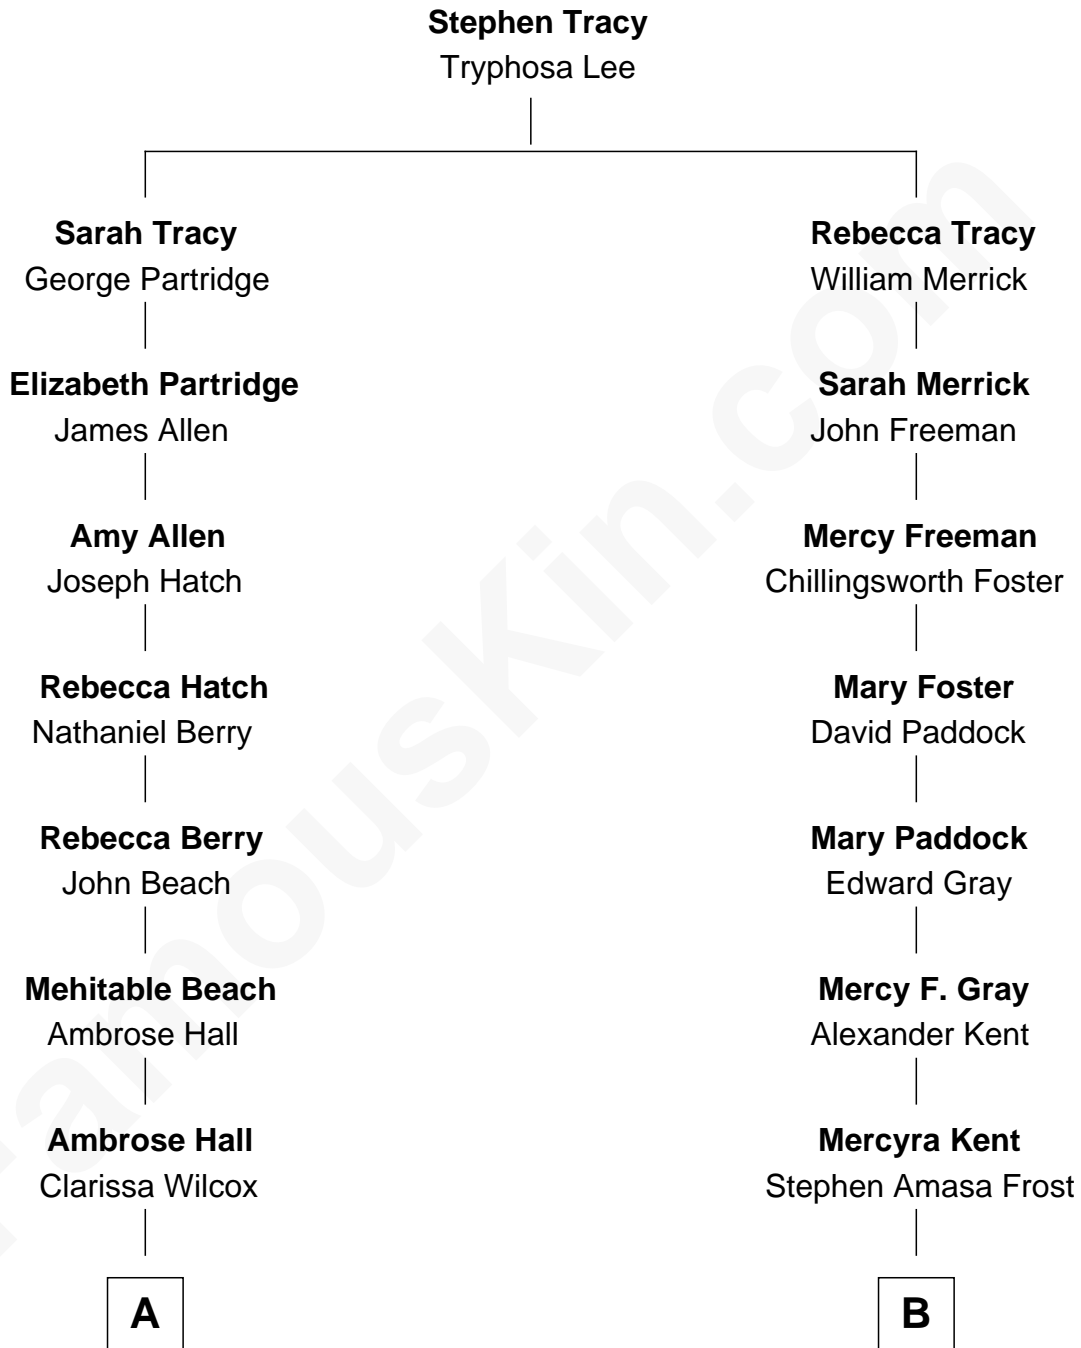 Stephen Tracy
Tryphosa Lee
Sarah Tracy
George Partridge
Rebecca Tracy
William Merrick
Elizabeth Partridge
James Allen
Sarah Merrick
John Freeman
Amy Allen
Joseph Hatch
Mercy Freeman
Chillingsworth Foster
Rebecca Hatch
Nathaniel Berry
Mary Foster
David Paddock
Rebecca Berry
John Beach
Mary Paddock
Edward Gray
Mehitable Beach
Ambrose Hall
Mercy F. Gray
Alexander Kent
Ambrose Hall
Clarissa Wilcox
Mercyra Kent
Stephen Amasa Frost
A
B
FamousKin.com